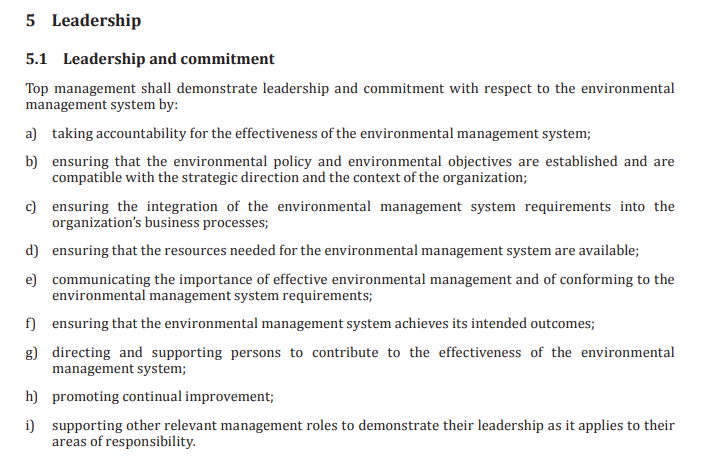 5 Leadership
5.1 Leadership and commitment
Top management shall demonstrate leadership and commitment with respect to the environmental
management system by:
a) taking accountability for the effectiveness of the environmental management system;
b) ensuring that the environmental policy and environmental objectives are established and are
compatible with the strategic direction and the context of the organization;
c) ensuring the integration of the environmental management system requirements into the
organization’s business processes;
d) ensuring that the resources needed for the environmental management system are available;
e) communicating the importance of effective environmental management and of conforming to the
environmental management system requirements;
f) ensuring that the environmental management system achieves its intended outcomes;
g) directing and supporting persons to contribute to the effectiveness of the environmental
management system;
h) promoting continual improvement;
i) supporting other relevant management roles to demonstrate their leadership as it applies to their
areas of responsibility.